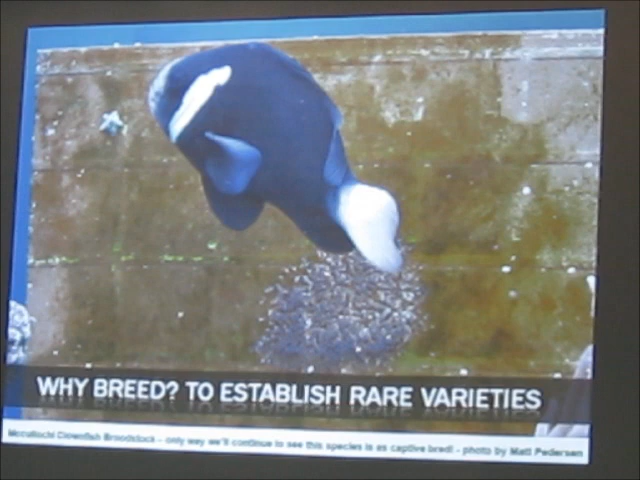 WHY BREED? TO ESTABLISH RARE VARIETIES
Mccullochi Clownfish Broodstock - only way we'll continue to see this species is as captive bred! - photo by Matt Pedersen